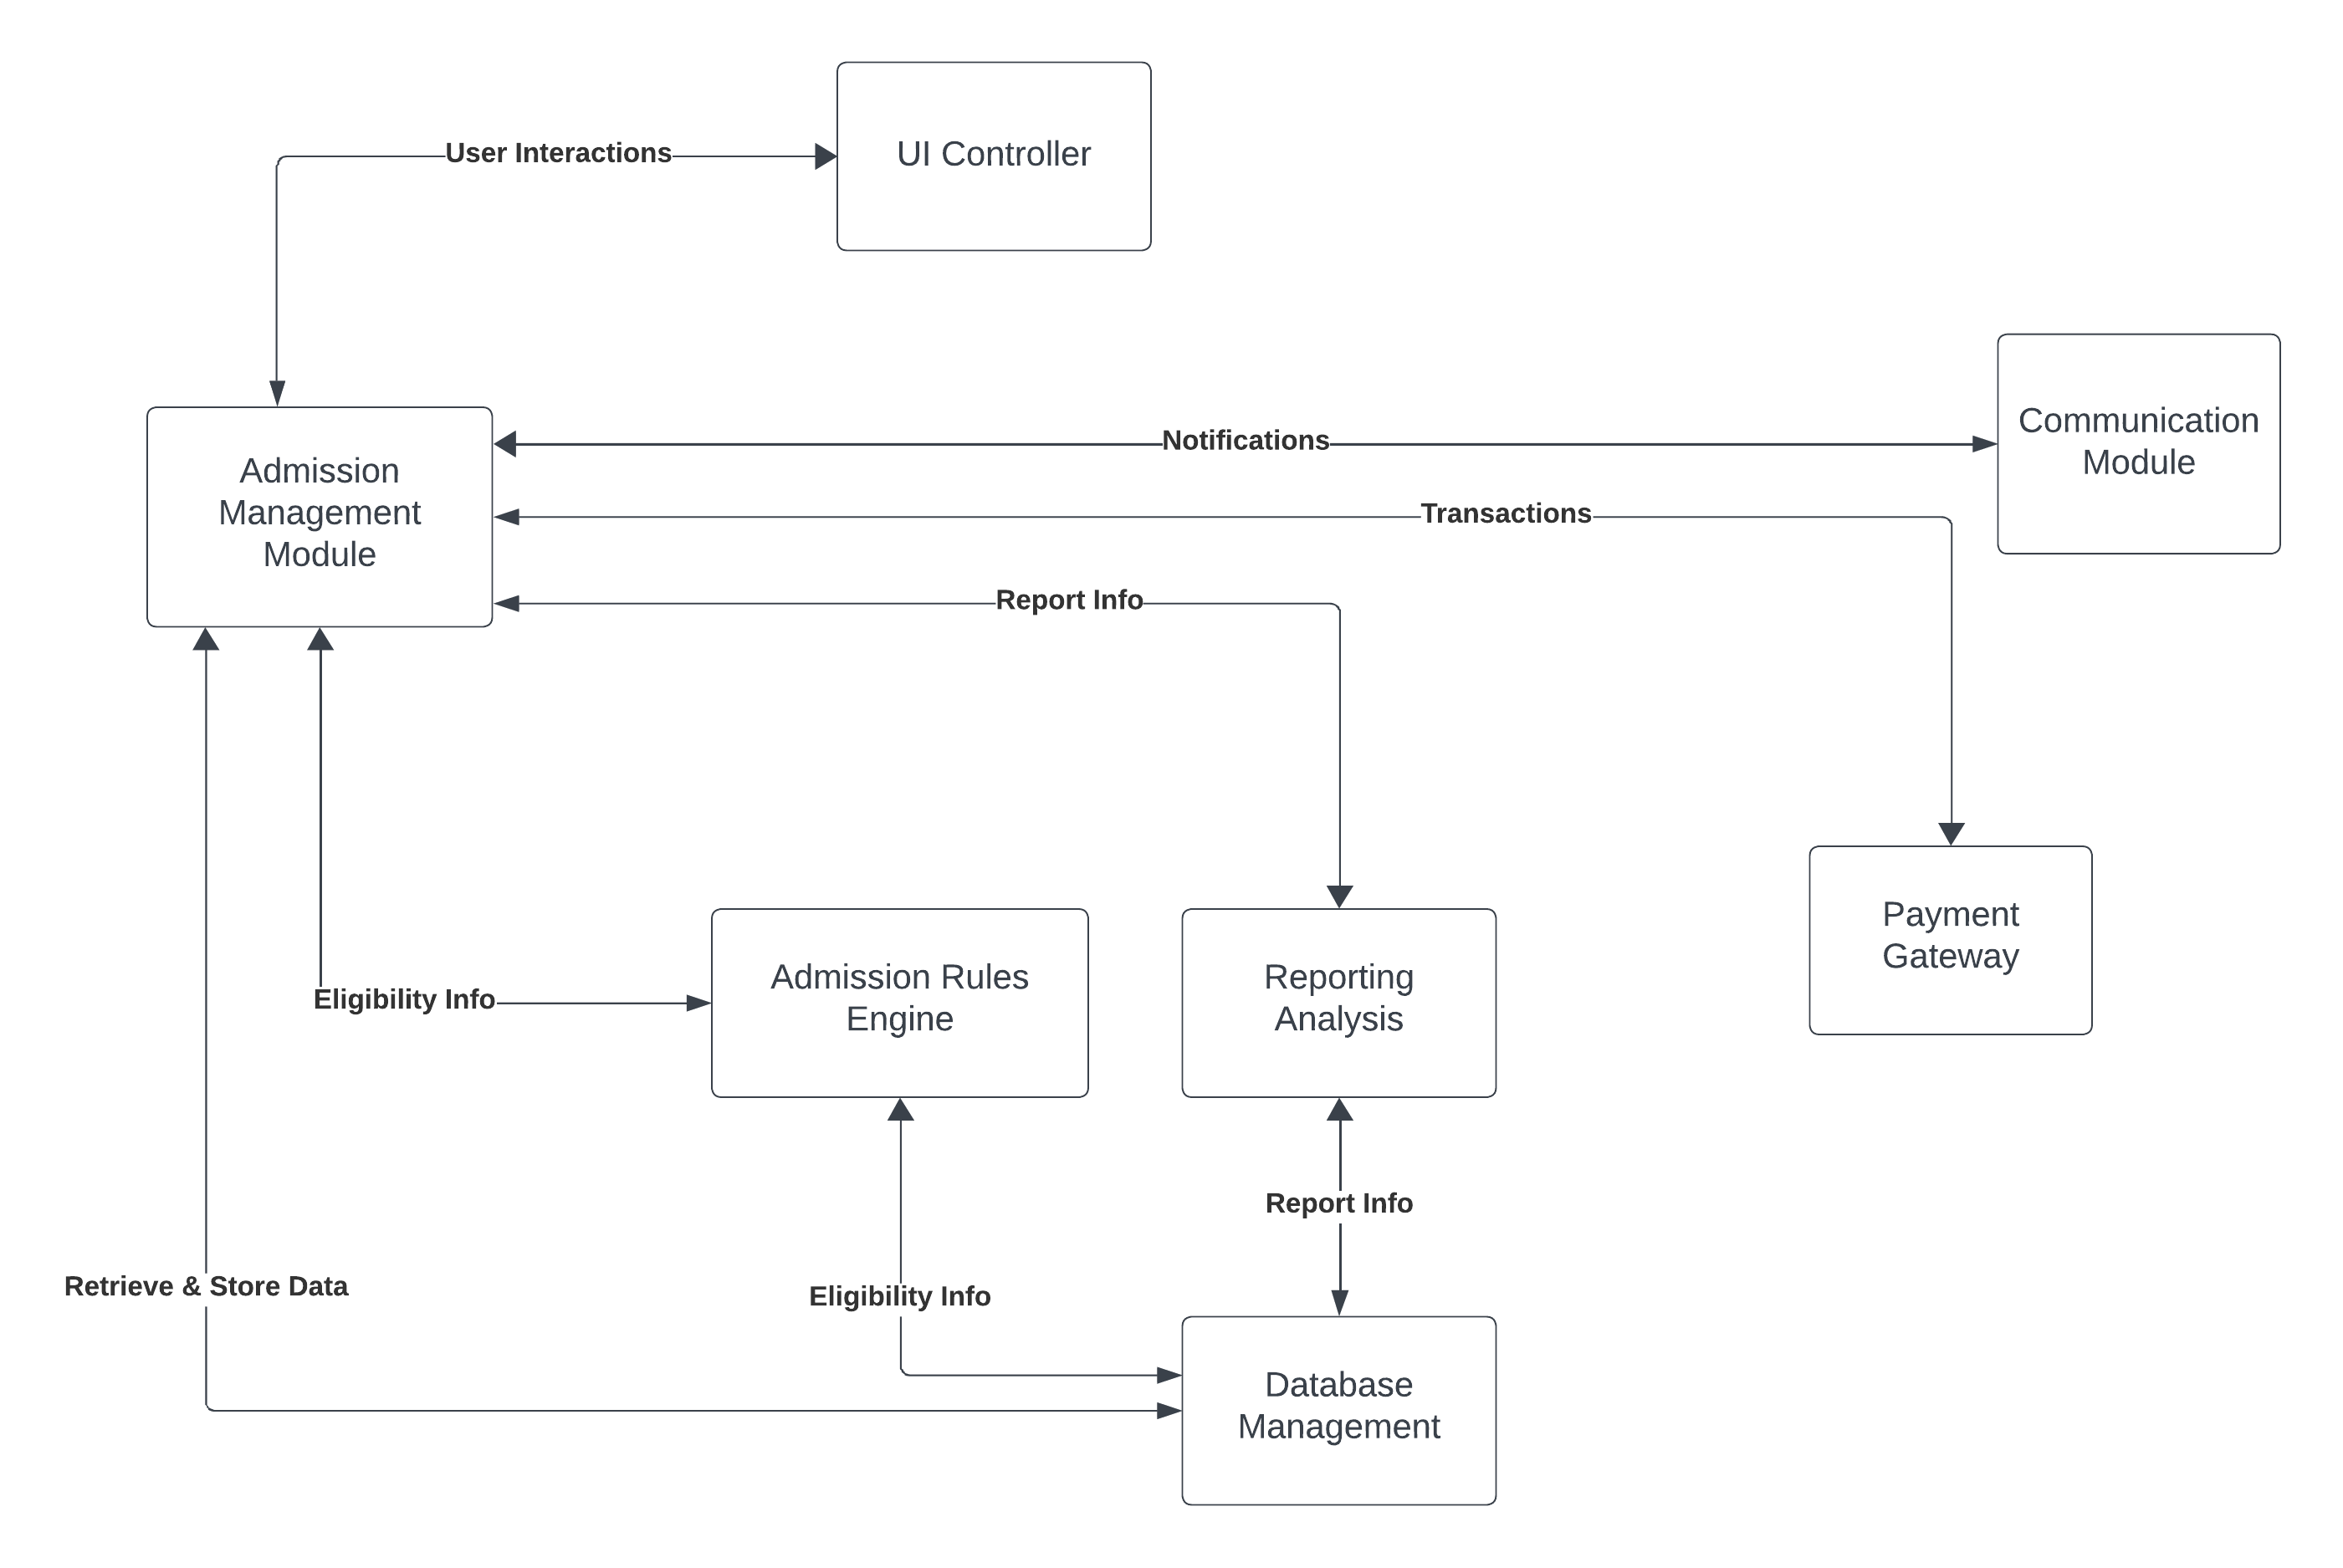 UI Controller
User Interactions
Communication
Module
Notifications
Admission
Management
Module
Transactions
Report Info
Payment
Gateway
Admission Rules
Engine
Reporting
Analysis
Eligibility Info
Report Info
Retrieve & Store Data
Eligibility Info
Database
Management